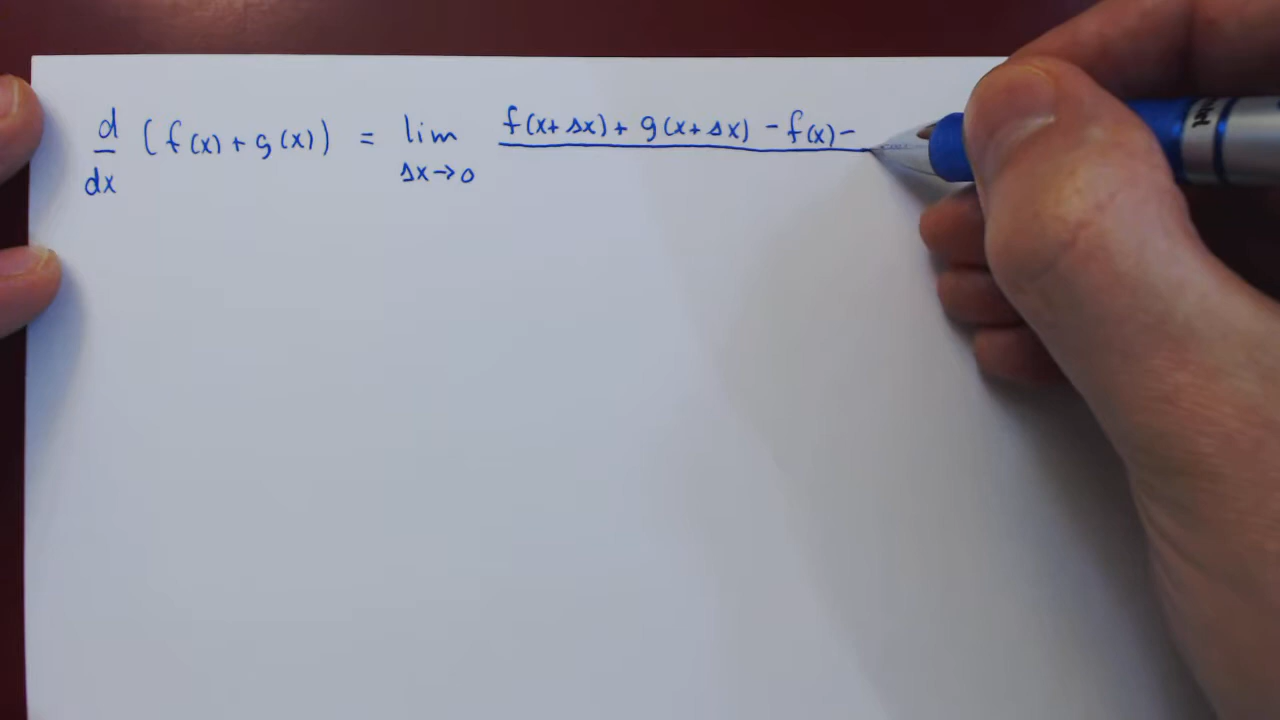 d/dx (f(x) + g(x)) = lim Δx→0 f(x+Δx) + g(x+Δx) - f(x) -